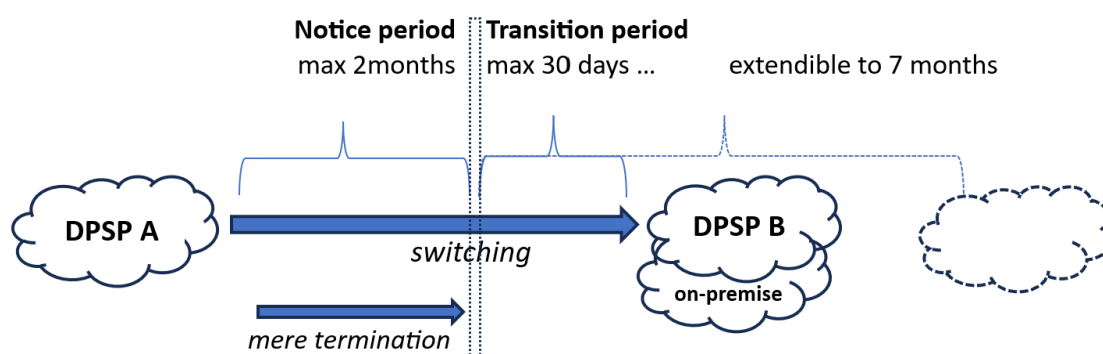 Notice period
max 2months
Transition period
max 30 days ...
extendible to 7 months
DPSP A
switching
DPSP B
on-premise
mere termination